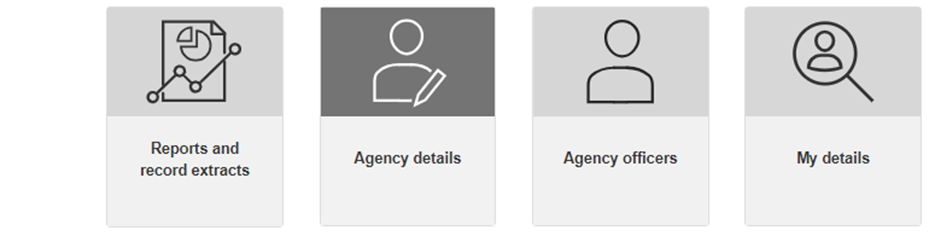 Reports and
record extracts
Agency details
Agency officers
My details